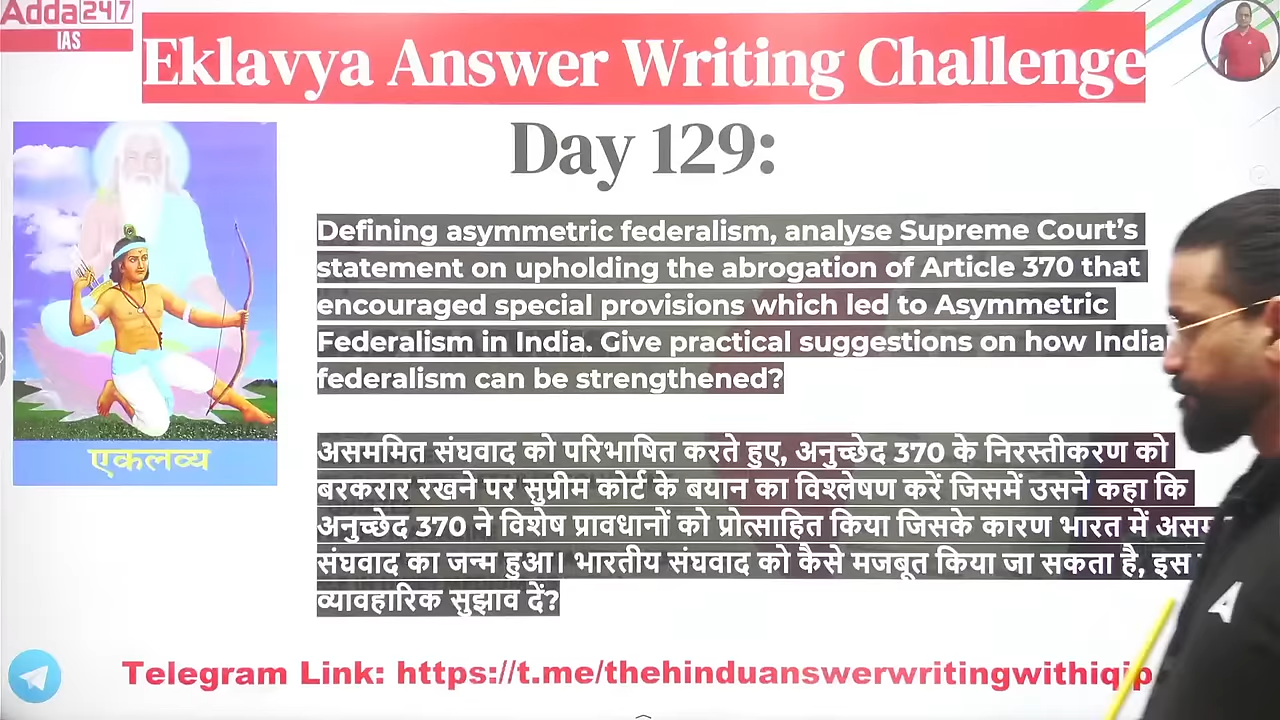 Adda247
IAS
Eklavya Answer Writing Challenge
Day 129:
Defining asymmetric federalism, analyse Supreme Court's
statement on upholding the abrogation of Article 370 that
encouraged special provisions which led to Asymmetric
Federalism in India. Give practical suggestions on how India
federalism can be strengthened?
असममित संघवाद को परिभाषित करते हुए, अनुच्छेद 370 के निरस्तीकरण को
बरकरार रखने पर सुप्रीम कोर्ट के बयान का विश्लेषण करें जिसमें उसने कहा कि
अनुच्छेद 370 ने विशेष प्रावधानों को प्रोत्साहित किया जिसके कारण भारत में
संघवाद का जन्म हुआ। भारतीय संघवाद को कैसे मजबूत किया जा सकता है, इस
व्यावहारिक सुझाव दें?
एकलव्य
Telegram Link: https://t.me/thehinduanswerwritingwithiqip